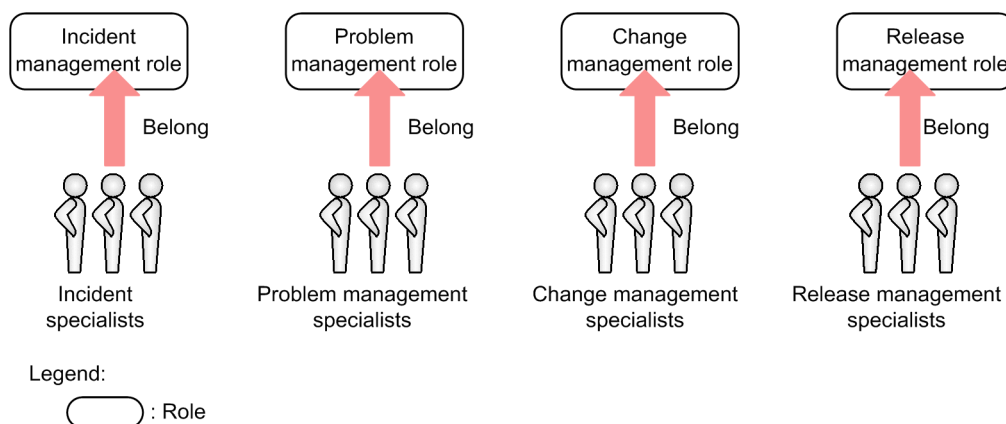 Incident
management role
Problem
management role
Change
management role
Release
management role
Belong
Belong
Belong
Belong
Incident
specialists
Problem management
specialists
Change management
specialists
Release management
specialists
Legend:
: Role